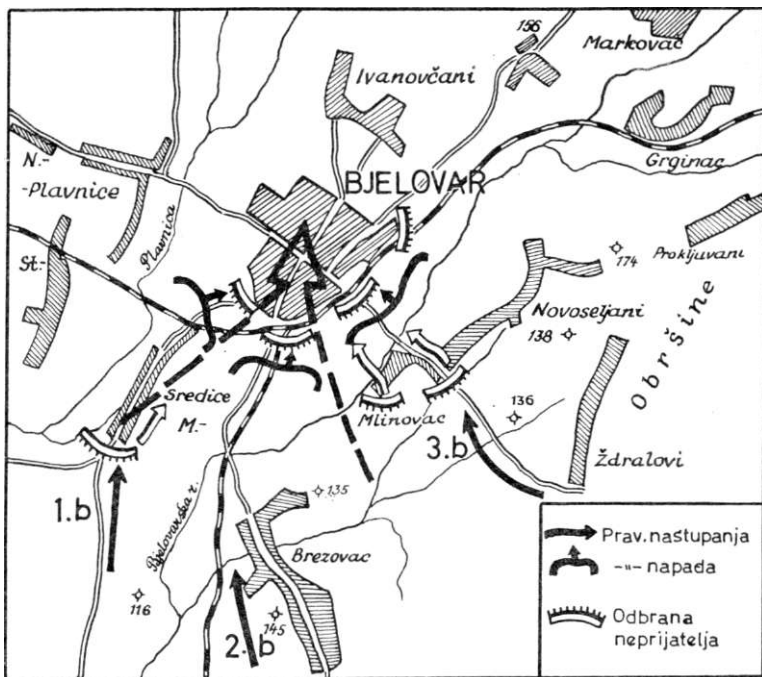 156
Markovac
Ivanovčani
Grginac
N.-
-Plavnice
BJELOVAR
Plavnica
St.-
Prokljuvani
174
Novoseljani
138
Obršine
Sredice
M.-
Mlinovac
136
3.b
Ždralovi
1.b
Bjelovarska r.
135
Brezovac
116
145
2.b
Prav. nastupanja
-"- napada
Odbrana
neprijatelja